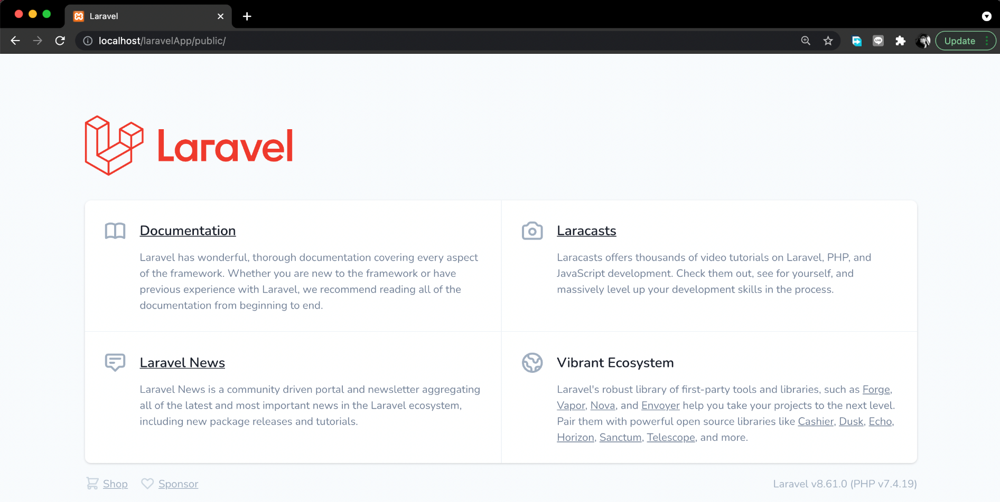 Laravel
localhost/laravelApp/public/
Update
Laravel
Documentation
Laravel has wonderful, thorough documentation covering every aspect
of the framework. Whether you are new to the framework or have
previous experience with Laravel, we recommend reading all of the
documentation from beginning to end.
Laracasts
Laracasts offers thousands of video tutorials on Laravel, PHP, and
JavaScript development. Check them out, see for yourself, and
massively level up your development skills in the process.
Laravel News
Laravel News is a community driven portal and newsletter aggregating
all of the latest and most important news in the Laravel ecosystem,
including new package releases and tutorials.
Vibrant Ecosystem
Laravel's robust library of first-party tools and libraries, such as Forge,
Vapor, Nova, and Envoyer help you take your projects to the next level.
Pair them with powerful open source libraries like Cashier, Dusk, Echo,
Horizon, Sanctum, Telescope, and more.
Shop Sponsor
Laravel v8.61.0 (PHP v7.4.19)